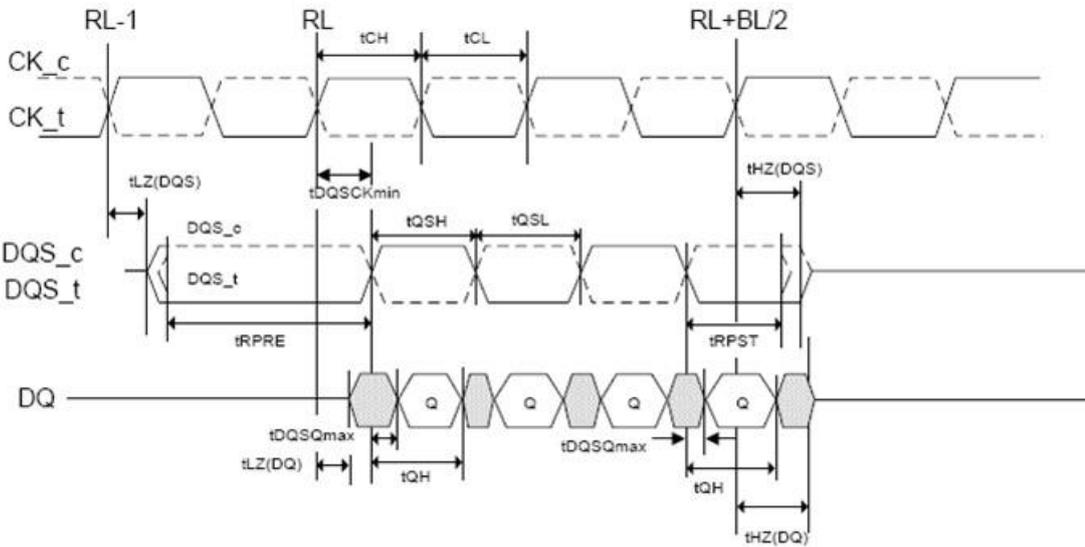 RL-1 RL RL+BL/2
tCH tCL
CK_c
CK_t
tLZ(DQS) tDQSCKmin tHZ(DQS)
DQS_c tQSH tQSL
DQS_c
DQS_t
DQS_t
tRPRE tRPST
DQ Q Q Q Q
tDQSQmax tDQSQmax
tLZ(DQ) tQH tQH
tHZ(DQ)